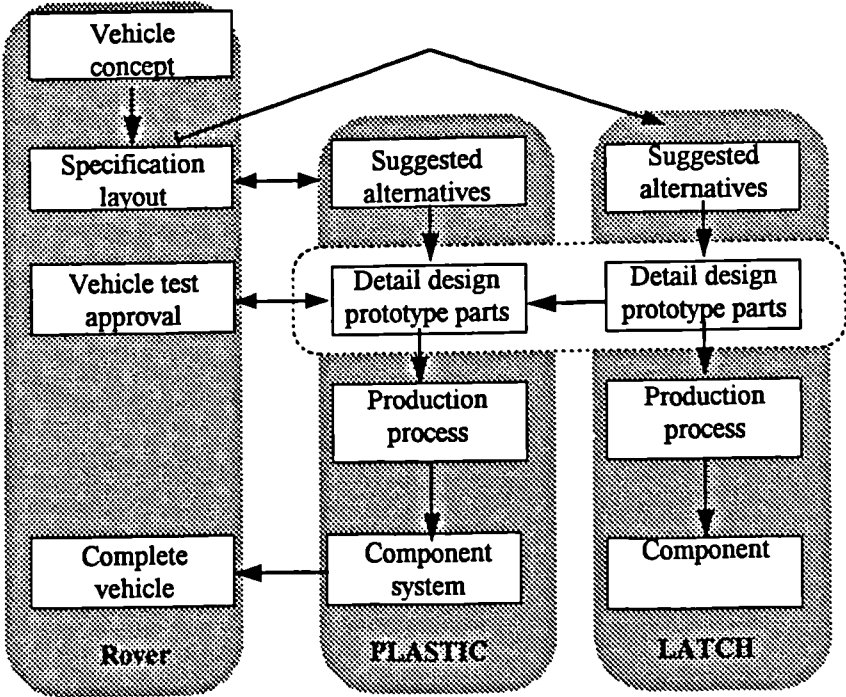 Vehicle
concept
Specification
layout
Suggested
alternatives
Suggested
alternatives
Vehicle test
approval
Detail design
prototype parts
Detail design
prototype parts
Production
process
Production
process
Complete
vehicle
Component
system
Component
Rover
PLASTIC
LATCH